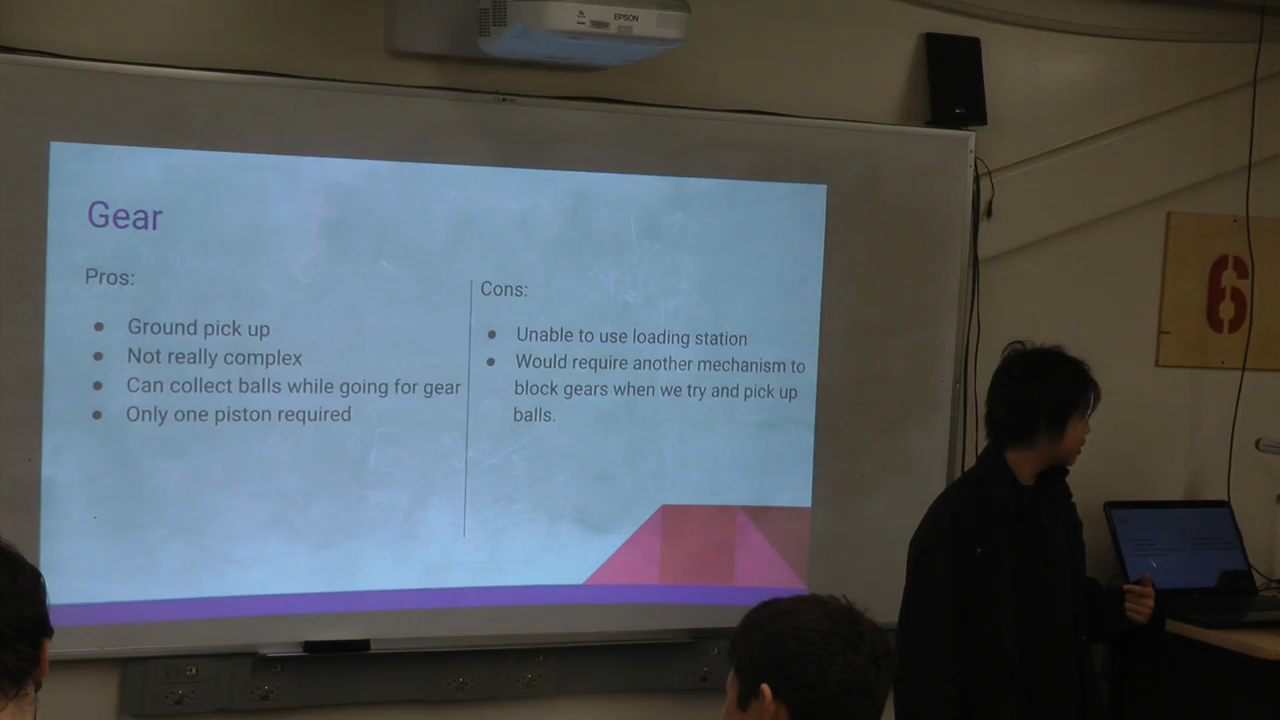 EPSON
Gear
Pros:
● Ground pick up
● Not really complex
● Can collect balls while going for gear
● Only one piston required
Cons:
● Unable to use loading station
● Would require another mechanism to
block gears when we try and pick up
balls.
6